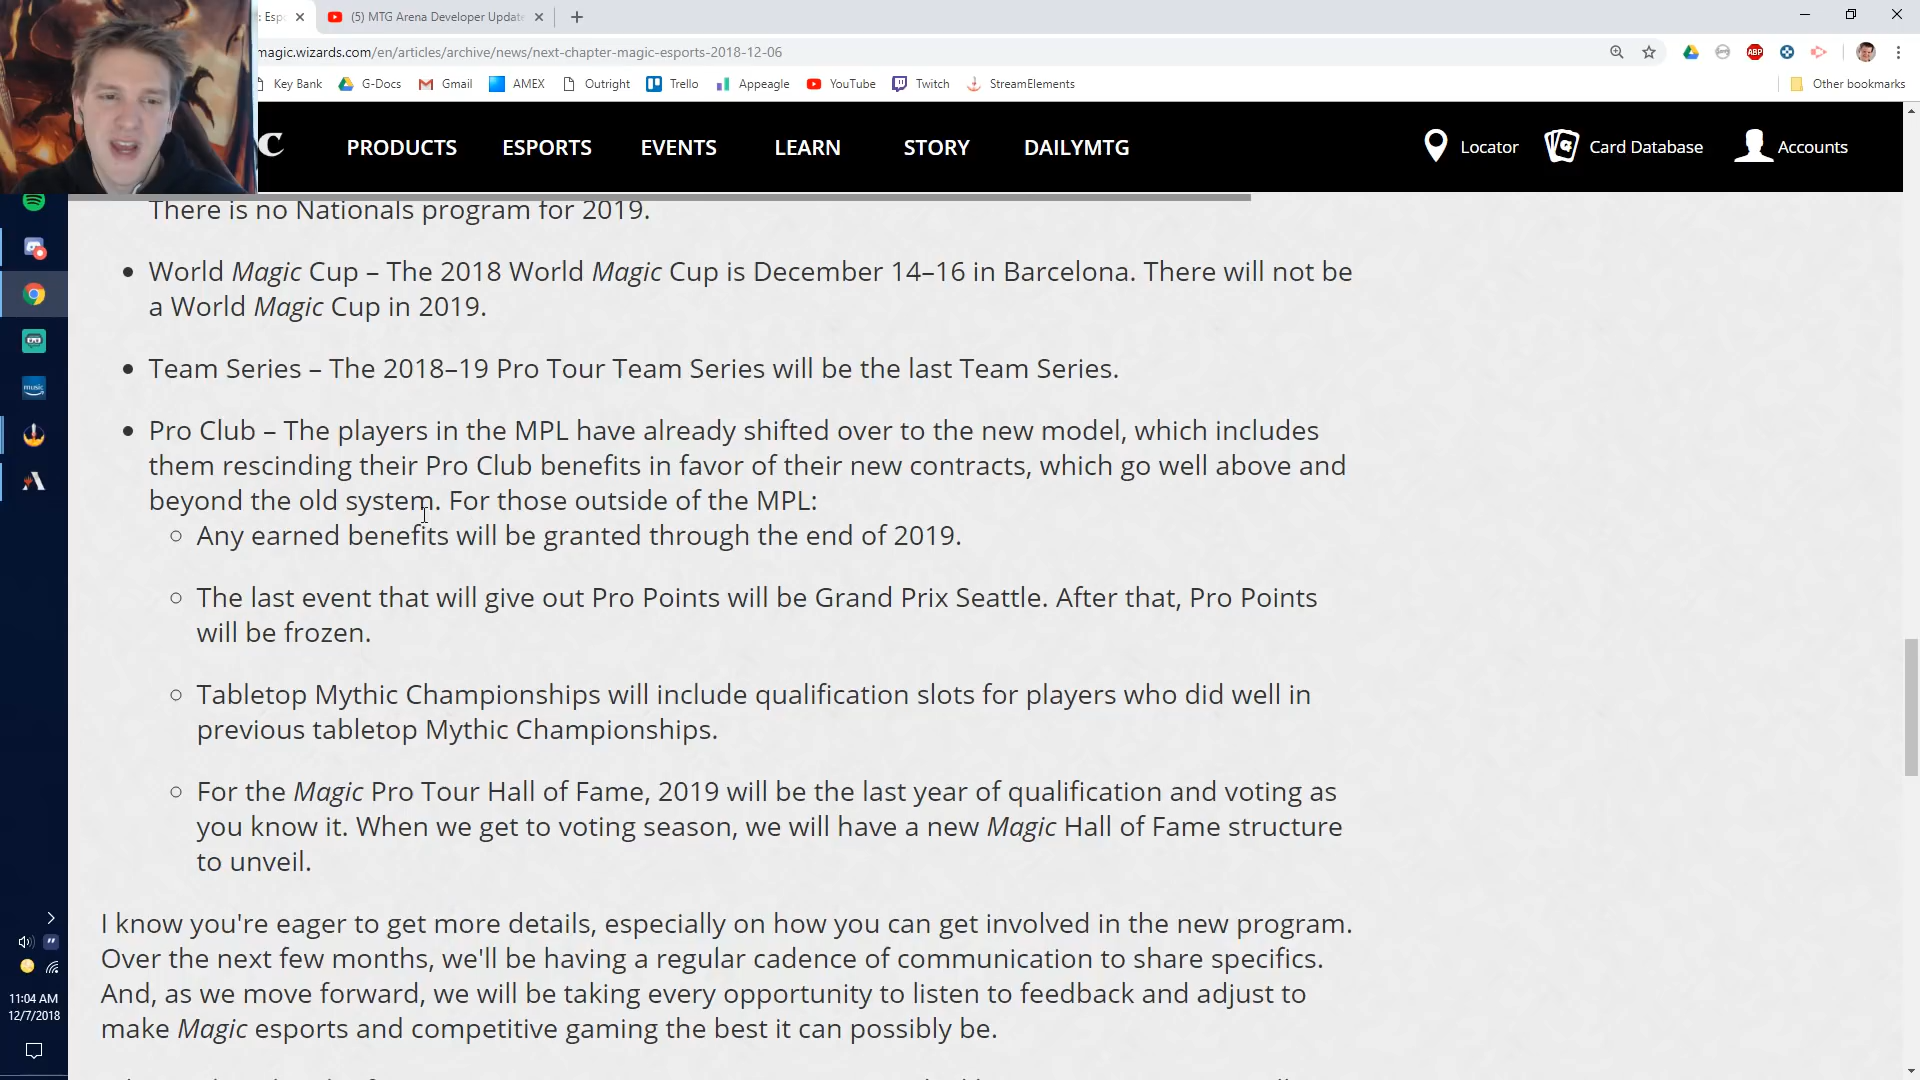 : Espo
(5) MTG Arena Developer Update
magic.wizards.com/en/articles/archive/news/next-chapter-magic-esports-2018-12-06
ABP
Key Bank
G-Docs
Gmail
AMEX
Outright
Trello
Appeagle
YouTube
Twitch
StreamElements
Other bookmarks
C
PRODUCTS
ESPORTS
EVENTS
LEARN
STORY
DAILYMTG
Locator
Card Database
Accounts
There is no Nationals program for 2019.
World Magic Cup – The 2018 World Magic Cup is December 14–16 in Barcelona. There will not be
a World Magic Cup in 2019.
Team Series – The 2018–19 Pro Tour Team Series will be the last Team Series.
Pro Club – The players in the MPL have already shifted over to the new model, which includes
them rescinding their Pro Club benefits in favor of their new contracts, which go well above and
beyond the old system. For those outside of the MPL:
Any earned benefits will be granted through the end of 2019.
The last event that will give out Pro Points will be Grand Prix Seattle. After that, Pro Points
will be frozen.
Tabletop Mythic Championships will include qualification slots for players who did well in
previous tabletop Mythic Championships.
For the Magic Pro Tour Hall of Fame, 2019 will be the last year of qualification and voting as
you know it. When we get to voting season, we will have a new Magic Hall of Fame structure
to unveil.
I know you're eager to get more details, especially on how you can get involved in the new program.
Over the next few months, we'll be having a regular cadence of communication to share specifics.
And, as we move forward, we will be taking every opportunity to listen to feedback and adjust to
make Magic esports and competitive gaming the best it can possibly be.
music
11:04 AM
12/7/2018